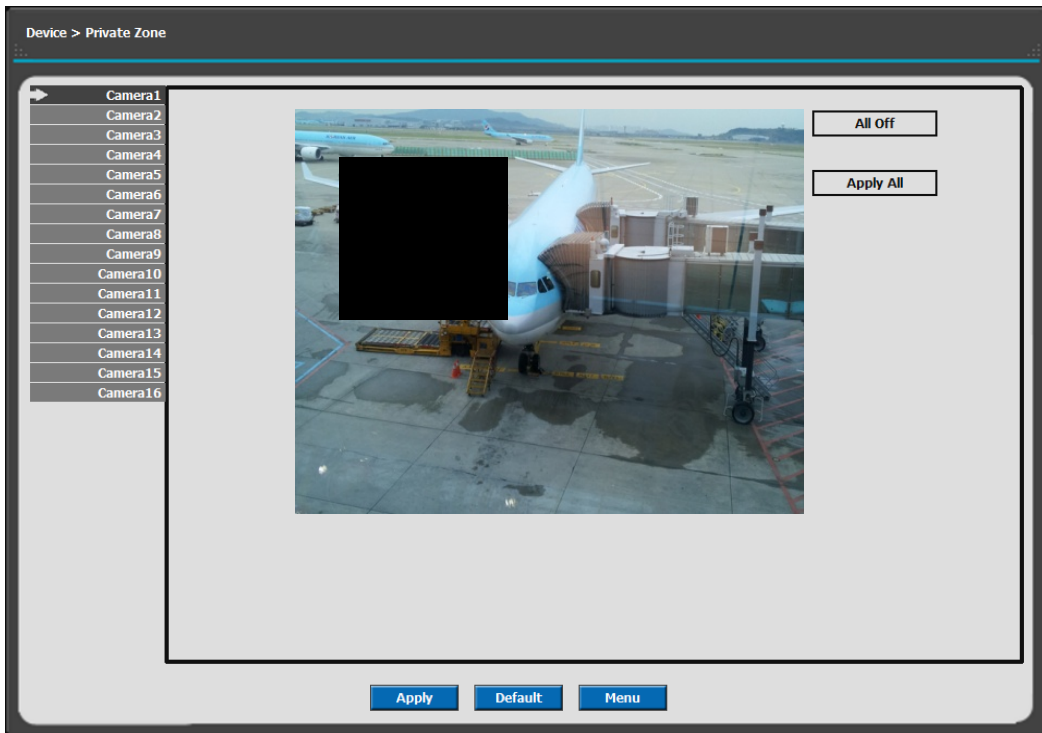 Device > Private Zone
Camera1
Camera2
Camera3
Camera4
Camera5
Camera6
Camera7
Camera8
Camera9
Camera10
Camera11
Camera12
Camera13
Camera14
Camera15
Camera16
All Off
Apply All
Apply
Default
Menu